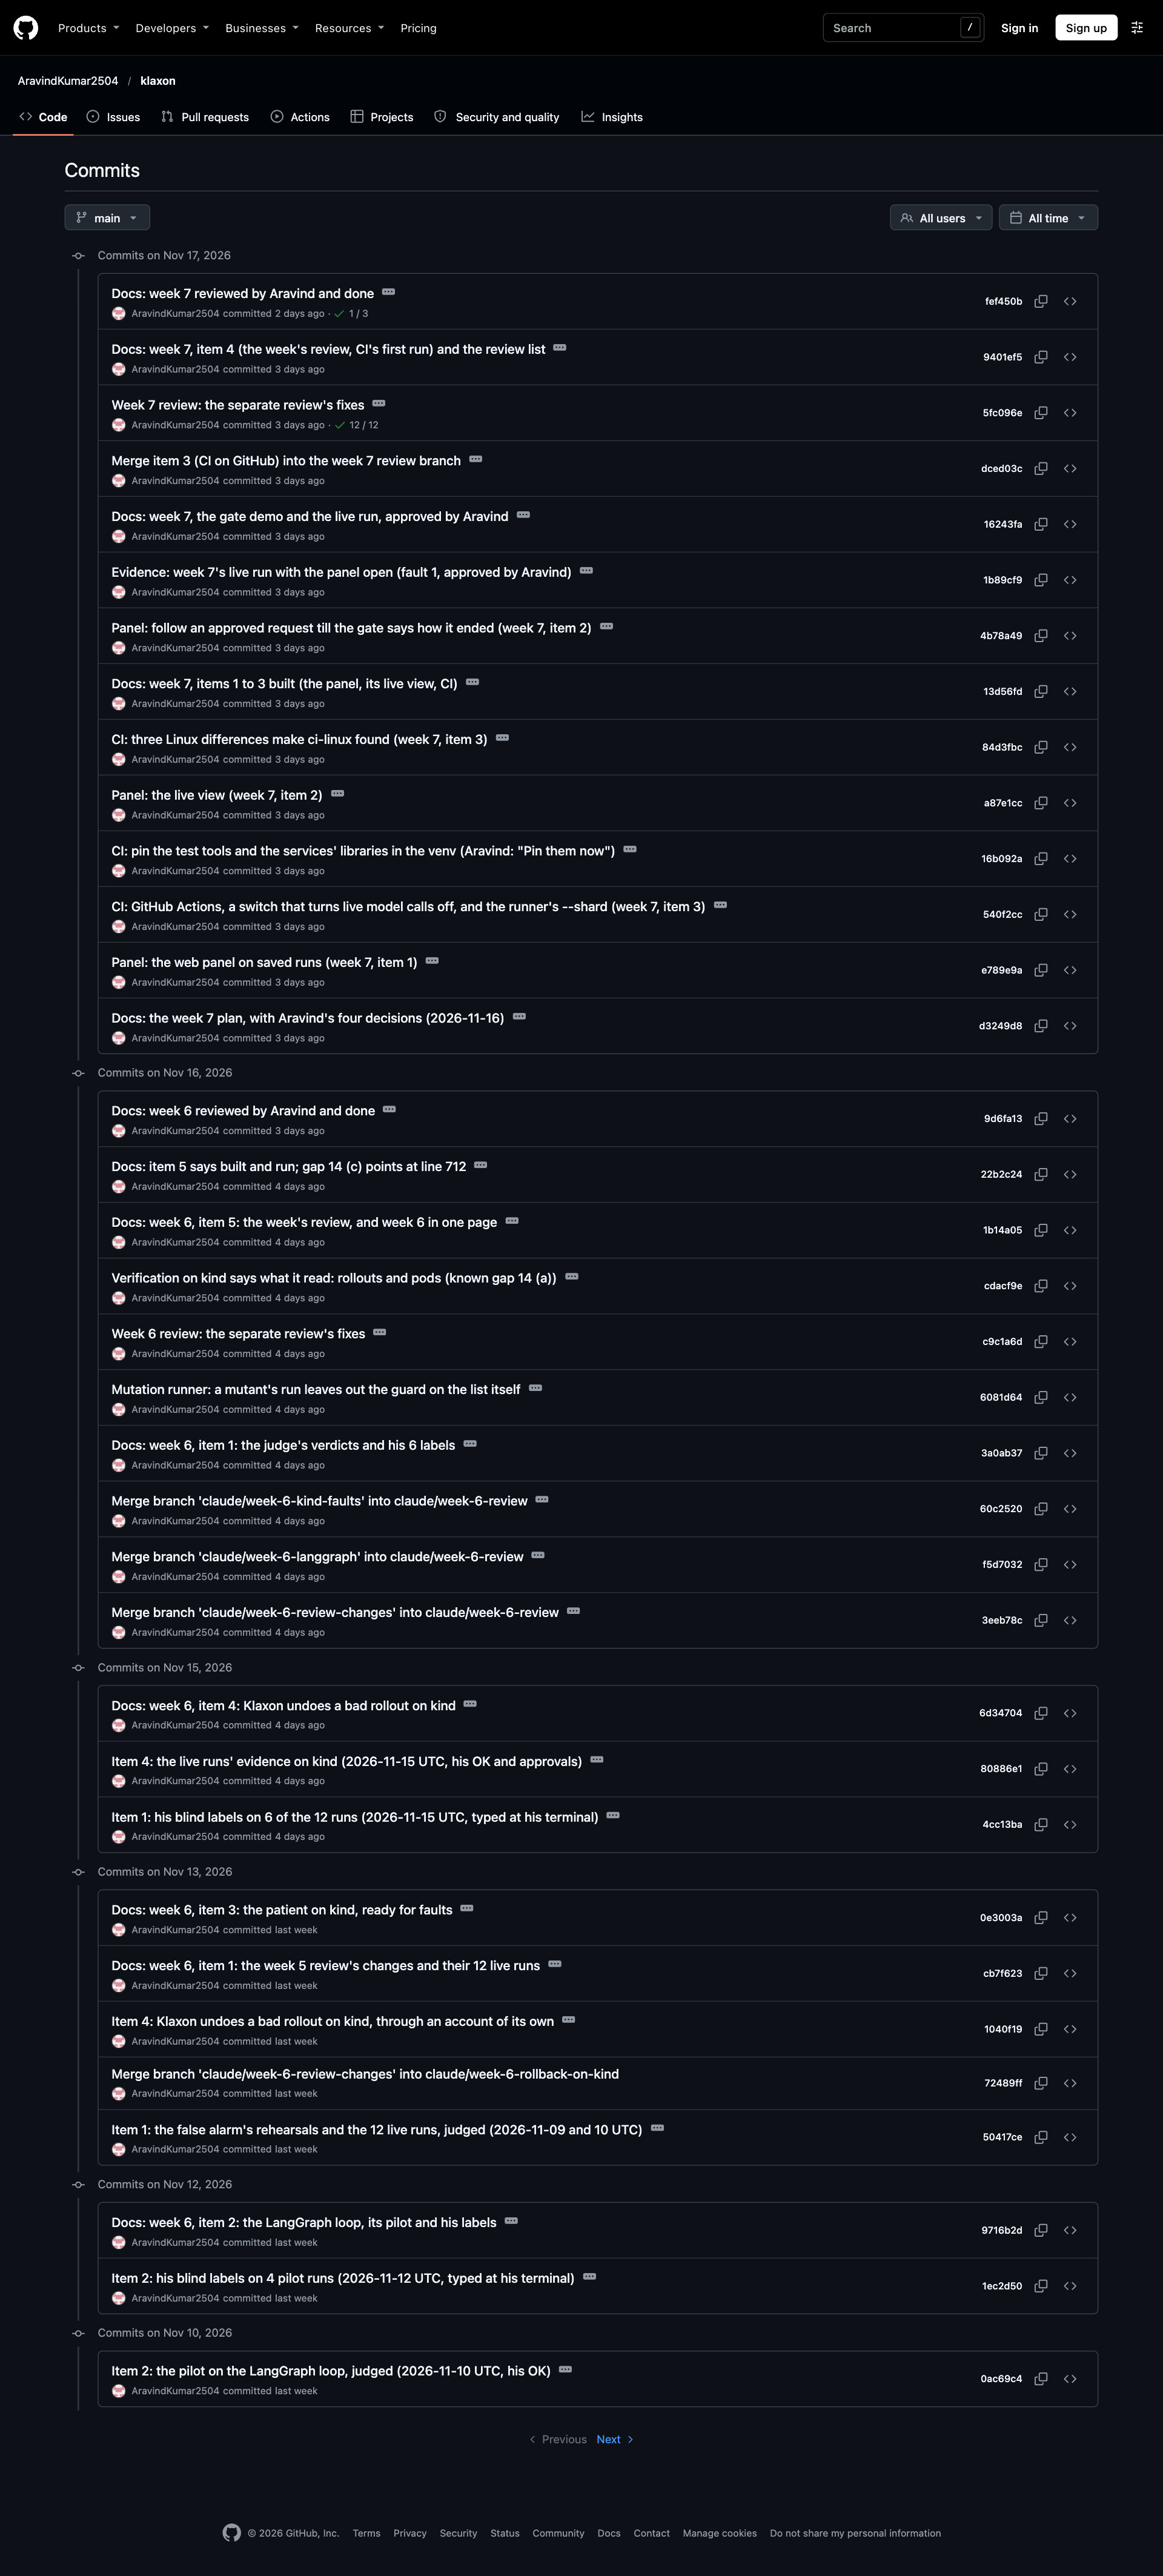 Products Developers Businesses Resources Pricing Search / Sign in Sign up
AravindKumar2504 / klaxon
Code Issues Pull requests Actions Projects Security and quality Insights
Commits
main All users All time
Commits on Nov 17, 2026
Docs: week 7 reviewed by Aravind and done
AravindKumar2504 committed 2 days ago · 1 / 3
fef450b
Docs: week 7, item 4 (the week's review, CI's first run) and the review list
AravindKumar2504 committed 3 days ago
9401ef5
Week 7 review: the separate review's fixes
AravindKumar2504 committed 3 days ago · 12 / 12
5fc096e
Merge item 3 (CI on GitHub) into the week 7 review branch
AravindKumar2504 committed 3 days ago
dced03c
Docs: week 7, the gate demo and the live run, approved by Aravind
AravindKumar2504 committed 3 days ago
16243fa
Evidence: week 7's live run with the panel open (fault 1, approved by Aravind)
AravindKumar2504 committed 3 days ago
1b89cf9
Panel: follow an approved request till the gate says how it ended (week 7, item 2)
AravindKumar2504 committed 3 days ago
4b78a49
Docs: week 7, items 1 to 3 built (the panel, its live view, CI)
AravindKumar2504 committed 3 days ago
13d56fd
CI: three Linux differences make ci-linux found (week 7, item 3)
AravindKumar2504 committed 3 days ago
84d3fbc
Panel: the live view (week 7, item 2)
AravindKumar2504 committed 3 days ago
a87e1cc
CI: pin the test tools and the services' libraries in the venv (Aravind: "Pin them now")
AravindKumar2504 committed 3 days ago
16b092a
CI: GitHub Actions, a switch that turns live model calls off, and the runner's --shard (week 7, item 3)
AravindKumar2504 committed 3 days ago
540f2cc
Panel: the web panel on saved runs (week 7, item 1)
AravindKumar2504 committed 3 days ago
e789e9a
Docs: the week 7 plan, with Aravind's four decisions (2026-11-16)
AravindKumar2504 committed 3 days ago
d3249d8
Commits on Nov 16, 2026
Docs: week 6 reviewed by Aravind and done
AravindKumar2504 committed 3 days ago
9d6fa13
Docs: item 5 says built and run; gap 14 (c) points at line 712
AravindKumar2504 committed 4 days ago
22b2c24
Docs: week 6, item 5: the week's review, and week 6 in one page
AravindKumar2504 committed 4 days ago
1b14a05
Verification on kind says what it read: rollouts and pods (known gap 14 (a))
AravindKumar2504 committed 4 days ago
cdacf9e
Week 6 review: the separate review's fixes
AravindKumar2504 committed 4 days ago
c9c1a6d
Mutation runner: a mutant's run leaves out the guard on the list itself
AravindKumar2504 committed 4 days ago
6081d64
Docs: week 6, item 1: the judge's verdicts and his 6 labels
AravindKumar2504 committed 4 days ago
3a0ab37
Merge branch 'claude/week-6-kind-faults' into claude/week-6-review
AravindKumar2504 committed 4 days ago
60c2520
Merge branch 'claude/week-6-langgraph' into claude/week-6-review
AravindKumar2504 committed 4 days ago
f5d7032
Merge branch 'claude/week-6-review-changes' into claude/week-6-review
AravindKumar2504 committed 4 days ago
3eeb78c
Commits on Nov 15, 2026
Docs: week 6, item 4: Klaxon undoes a bad rollout on kind
AravindKumar2504 committed 4 days ago
6d34704
Item 4: the live runs' evidence on kind (2026-11-15 UTC, his OK and approvals)
AravindKumar2504 committed 4 days ago
80886e1
Item 1: his blind labels on 6 of the 12 runs (2026-11-15 UTC, typed at his terminal)
AravindKumar2504 committed 4 days ago
4cc13ba
Commits on Nov 13, 2026
Docs: week 6, item 3: the patient on kind, ready for faults
AravindKumar2504 committed last week
0e3003a
Docs: week 6, item 1: the week 5 review's changes and their 12 live runs
AravindKumar2504 committed last week
cb7f623
Item 4: Klaxon undoes a bad rollout on kind, through an account of its own
AravindKumar2504 committed last week
1040f19
Merge branch 'claude/week-6-review-changes' into claude/week-6-rollback-on-kind
AravindKumar2504 committed last week
72489ff
Item 1: the false alarm's rehearsals and the 12 live runs, judged (2026-11-09 and 10 UTC)
AravindKumar2504 committed last week
50417ce
Commits on Nov 12, 2026
Docs: week 6, item 2: the LangGraph loop, its pilot and his labels
AravindKumar2504 committed last week
9716b2d
Item 2: his blind labels on 4 pilot runs (2026-11-12 UTC, typed at his terminal)
AravindKumar2504 committed last week
1ec2d50
Commits on Nov 10, 2026
Item 2: the pilot on the LangGraph loop, judged (2026-11-10 UTC, his OK)
AravindKumar2504 committed last week
0ac69c4
Previous Next
© 2026 GitHub, Inc. Terms Privacy Security Status Community Docs Contact Manage cookies Do not share my personal information